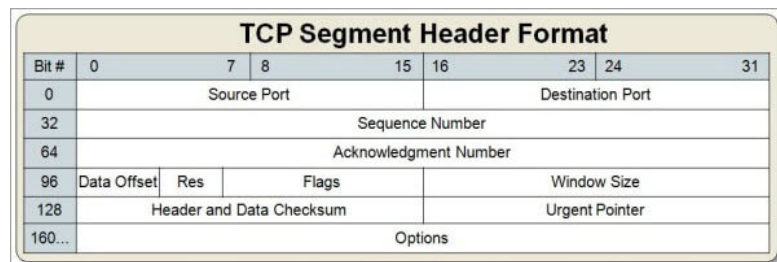 TCP Segment Header Format
Bit # 0 7 8 15 16 23 24 31
0 Source Port Destination Port
32 Sequence Number
64 Acknowledgment Number
96 Data Offset Res Flags Window Size
128 Header and Data Checksum Urgent Pointer
160... Options